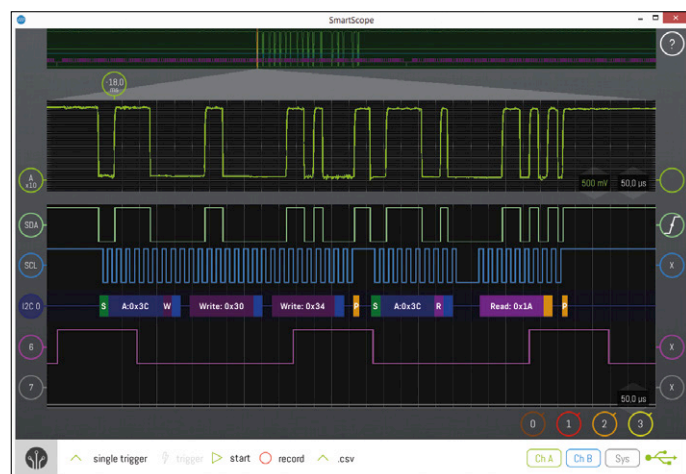 SmartScope
?
-18,0
ms
A
x10
500 mV 50,0 µs
SDA
SCL X
I2C 0 S A:0x3C W Write: 0x30 Write: 0x34 P S A:0x3C R Read: 0x1A P
6 X
7 X
50,0 µs
0 1 2 3
single trigger trigger start record .csv Ch A Ch B Sys